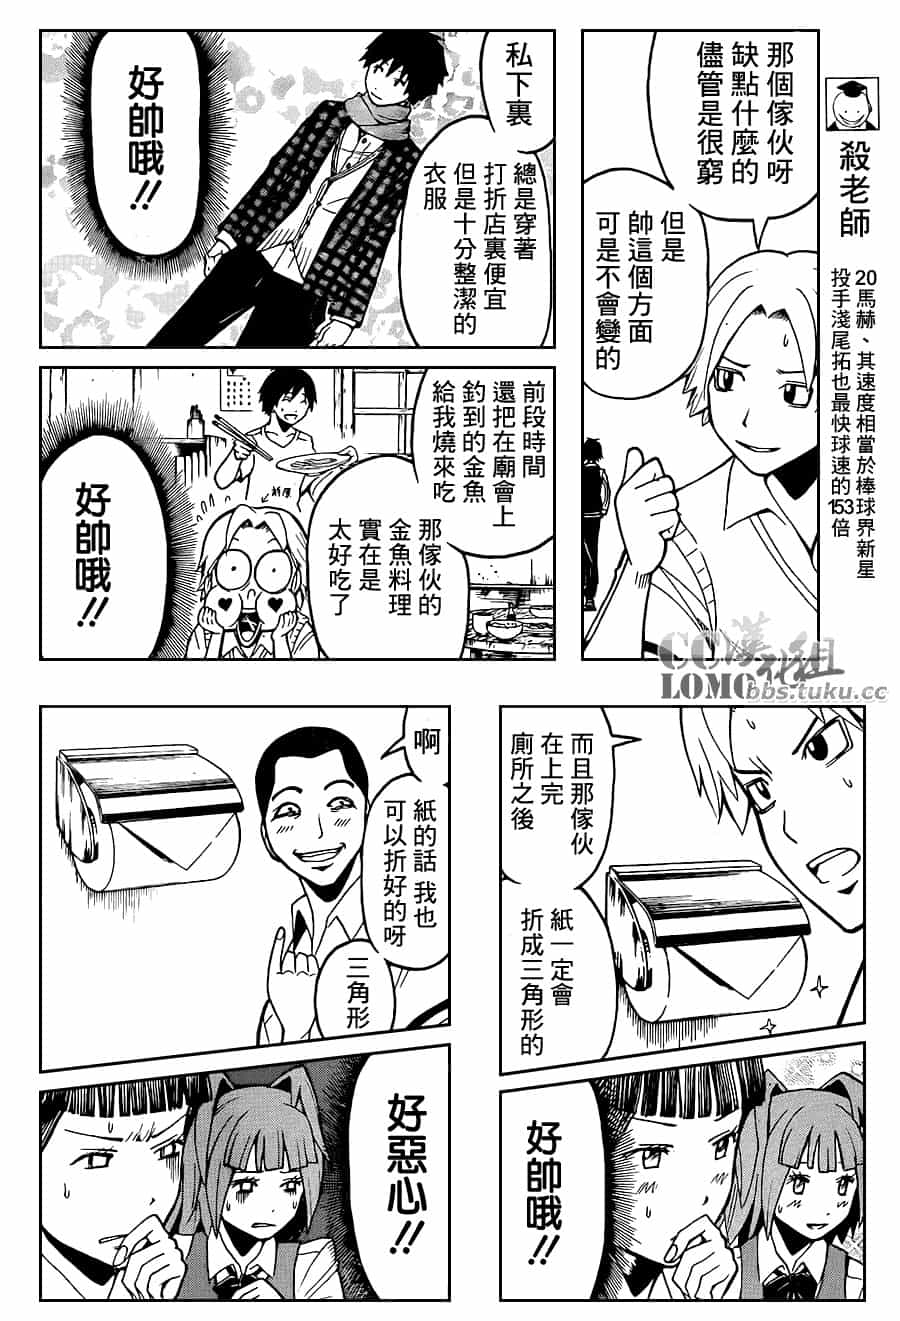 殺老師
20馬赫、其速度相當於棒球界新星
投手淺尾拓也最快球速的153倍
那個傢伙呀
缺點什麼的
儘管是很窮
但是
帥這個方面
可是不會變的
私下裏
總是穿著
打折店裏便宜
但是十分整潔的
衣服
好帥哦!!
前段時間
還把在廟會上
釣到的金魚
給我燒來吃
那傢伙的
金魚料理
實在是
太好吃了
前原
好帥哦!!
CC漢化組
LOMO
bbs.tuku.cc
而且那傢伙
在上完
廁所之後
紙一定會
折成三角形的
好帥哦!!
啊
紙的話 我也
可以折好的呀
三角形
好惡心!!